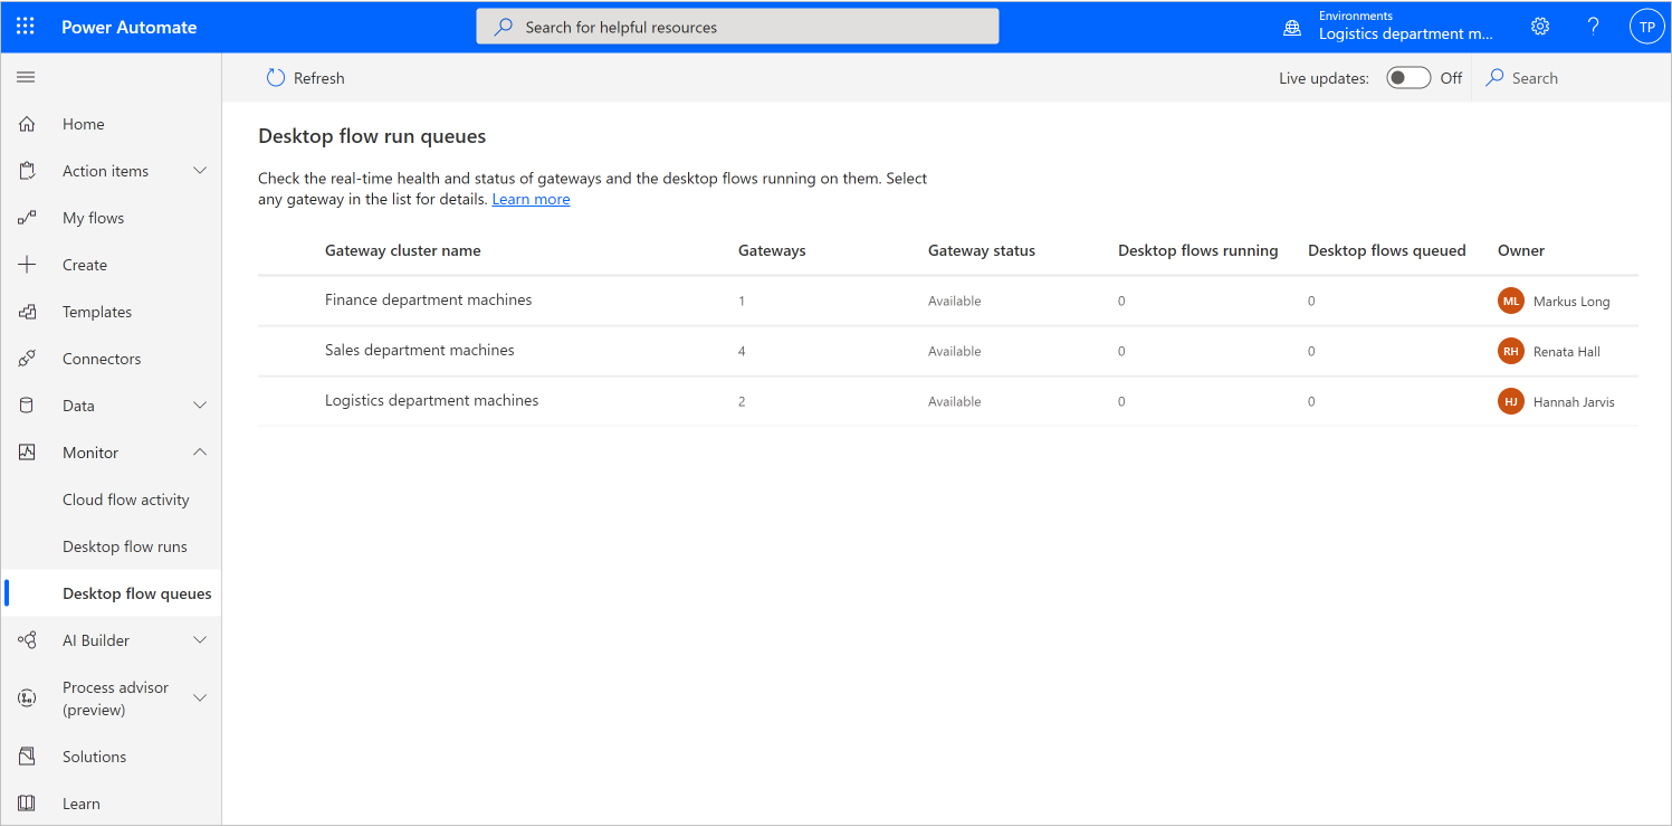 Power Automate
Search for helpful resources
Environments
Logistics department m...
?
TP
Refresh
Live updates:
Off
Search
Home
Action items
My flows
Create
Templates
Connectors
Data
Monitor
Cloud flow activity
Desktop flow runs
Desktop flow queues
AI Builder
Process advisor
(preview)
Solutions
Learn
Desktop flow run queues
Check the real-time health and status of gateways and the desktop flows running on them. Select
any gateway in the list for details. Learn more
Gateway cluster name Gateways Gateway status Desktop flows running Desktop flows queued Owner
Finance department machines 1 Available 0 0 ML Markus Long
Sales department machines 4 Available 0 0 RH Renata Hall
Logistics department machines 2 Available 0 0 HJ Hannah Jarvis